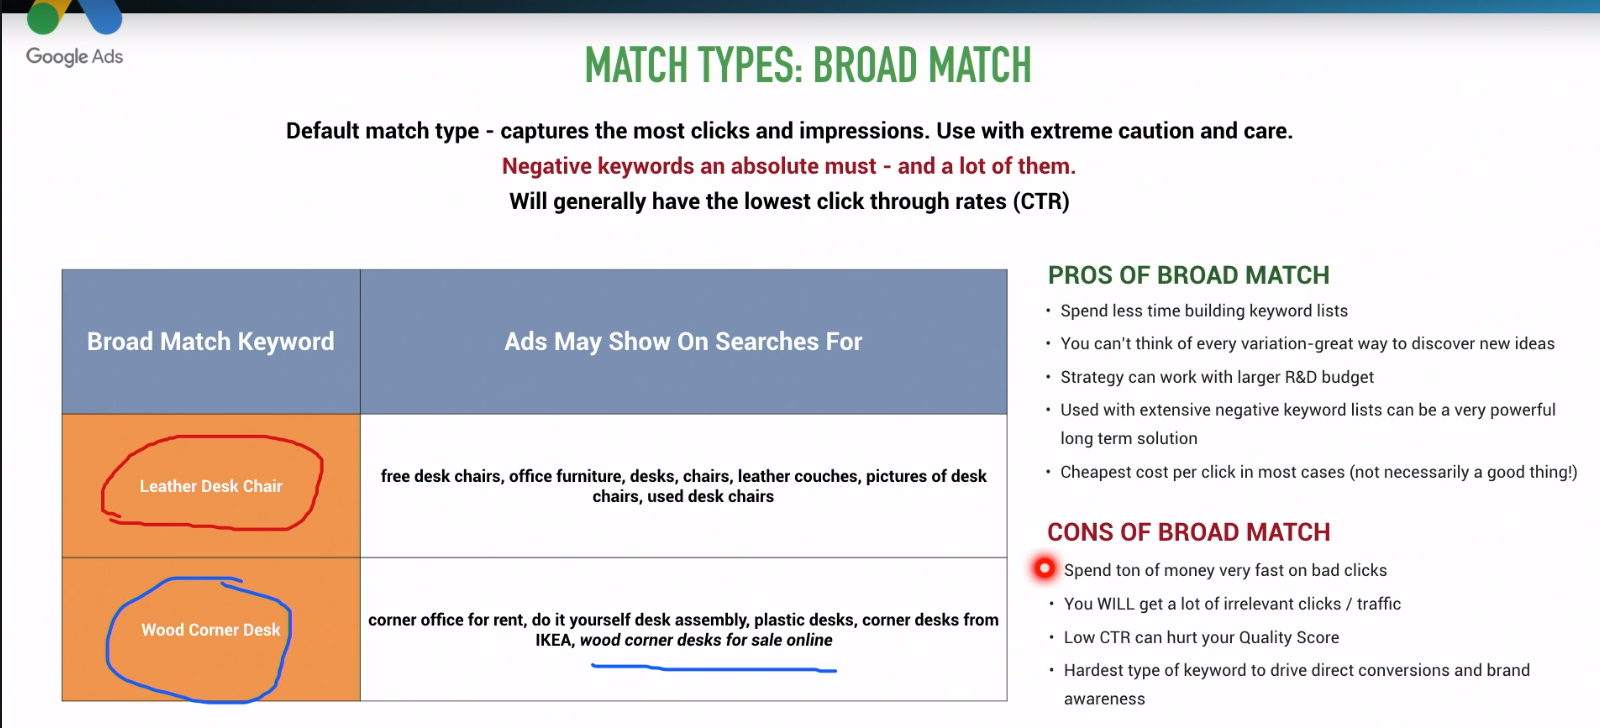 Google Ads
MATCH TYPES: BROAD MATCH
Default match type - captures the most clicks and impressions. Use with extreme caution and care.
Negative keywords an absolute must - and a lot of them.
Will generally have the lowest click through rates (CTR)
Broad Match Keyword
Ads May Show On Searches For
Leather Desk Chair
free desk chairs, office furniture, desks, chairs, leather couches, pictures of desk
chairs, used desk chairs
Wood Corner Desk
corner office for rent, do it yourself desk assembly, plastic desks, corner desks from
IKEA, wood corner desks for sale online
PROS OF BROAD MATCH
• Spend less time building keyword lists
• You can't think of every variation-great way to discover new ideas
• Strategy can work with larger R&D budget
• Used with extensive negative keyword lists can be a very powerful
long term solution
• Cheapest cost per click in most cases (not necessarily a good thing!)
CONS OF BROAD MATCH
Spend ton of money very fast on bad clicks
• You WILL get a lot of irrelevant clicks / traffic
• Low CTR can hurt your Quality Score
• Hardest type of keyword to drive direct conversions and brand
awareness